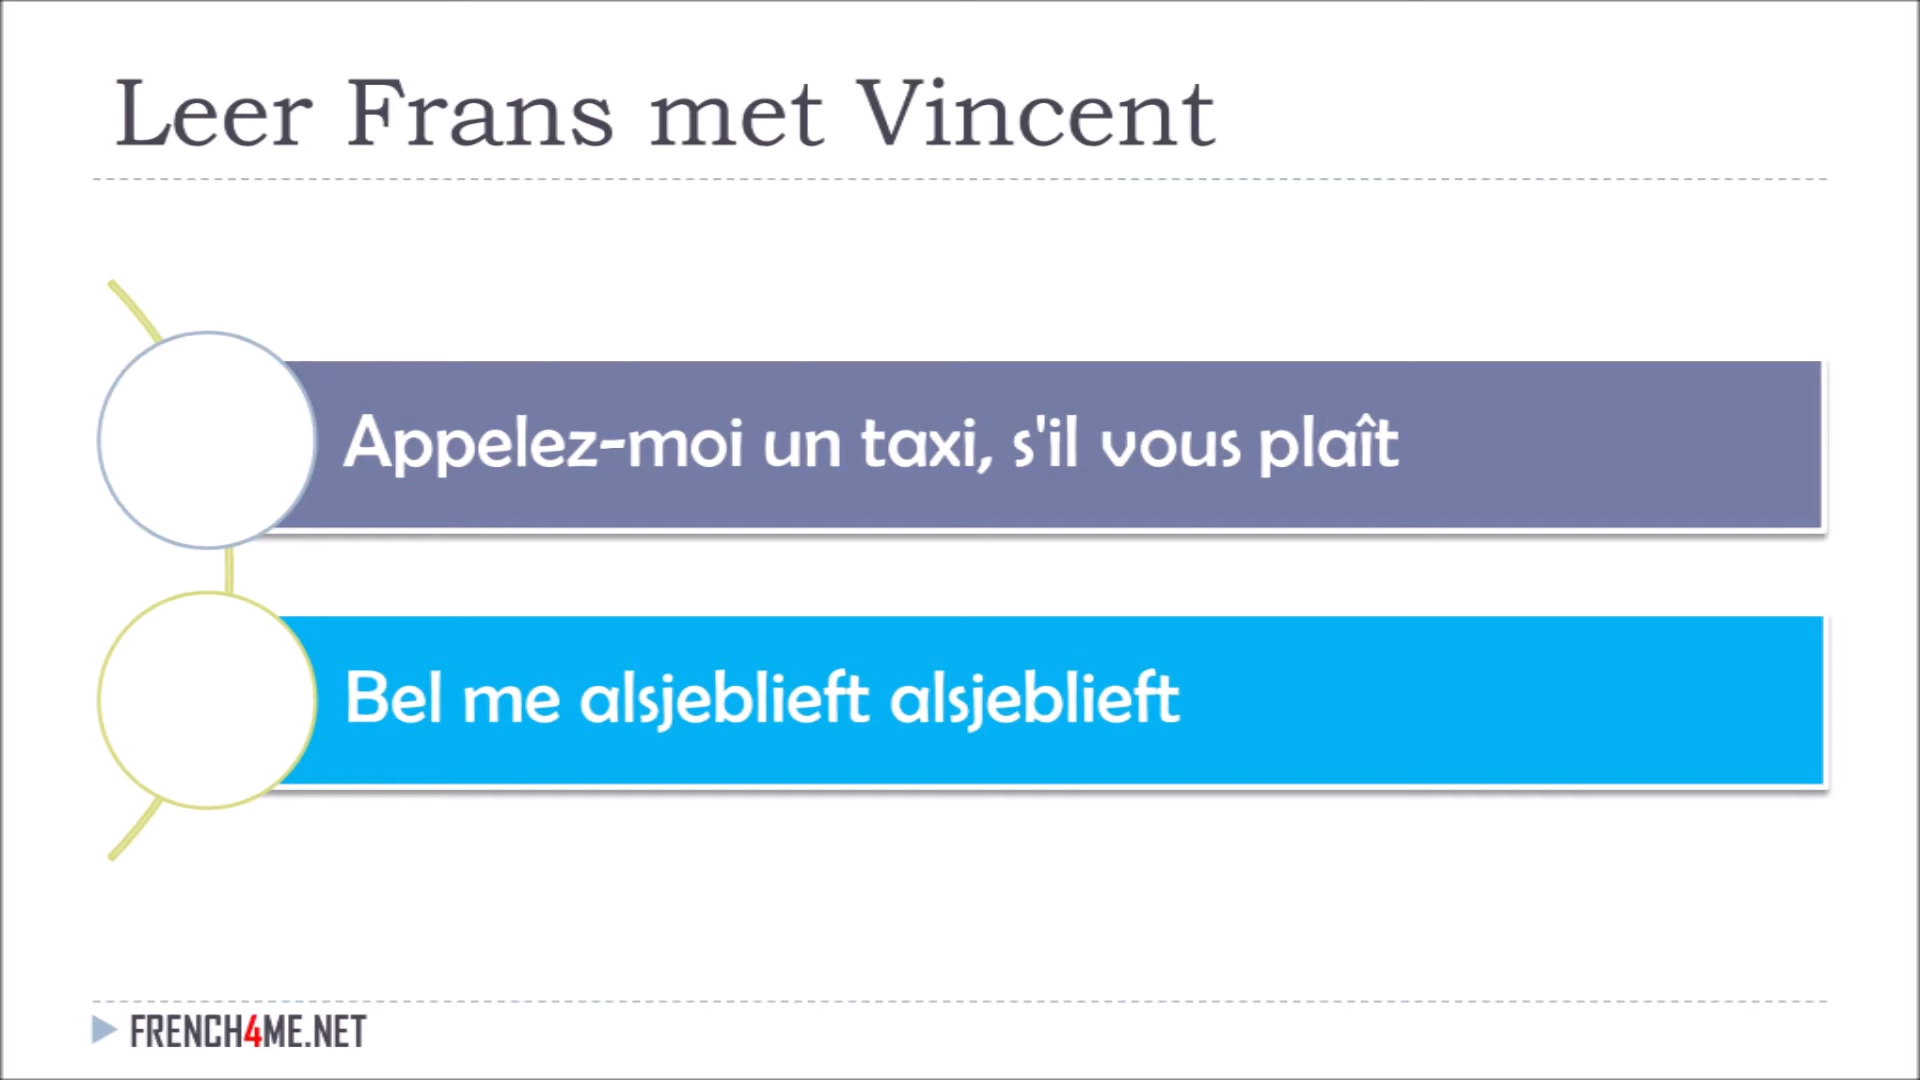 Leer Frans met Vincent
Appelez-moi un taxi, s'il vous plaît
Bel me alsjeblieft alsjeblieft
FRENCH4ME.NET